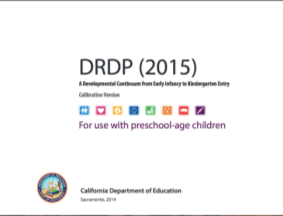 DRDP (2015)
A Developmental Continuum from Early Infancy to Kindergarten Entry
Calibration Version
For use with preschool-age children
California Department of Education
Sacramento, 2014